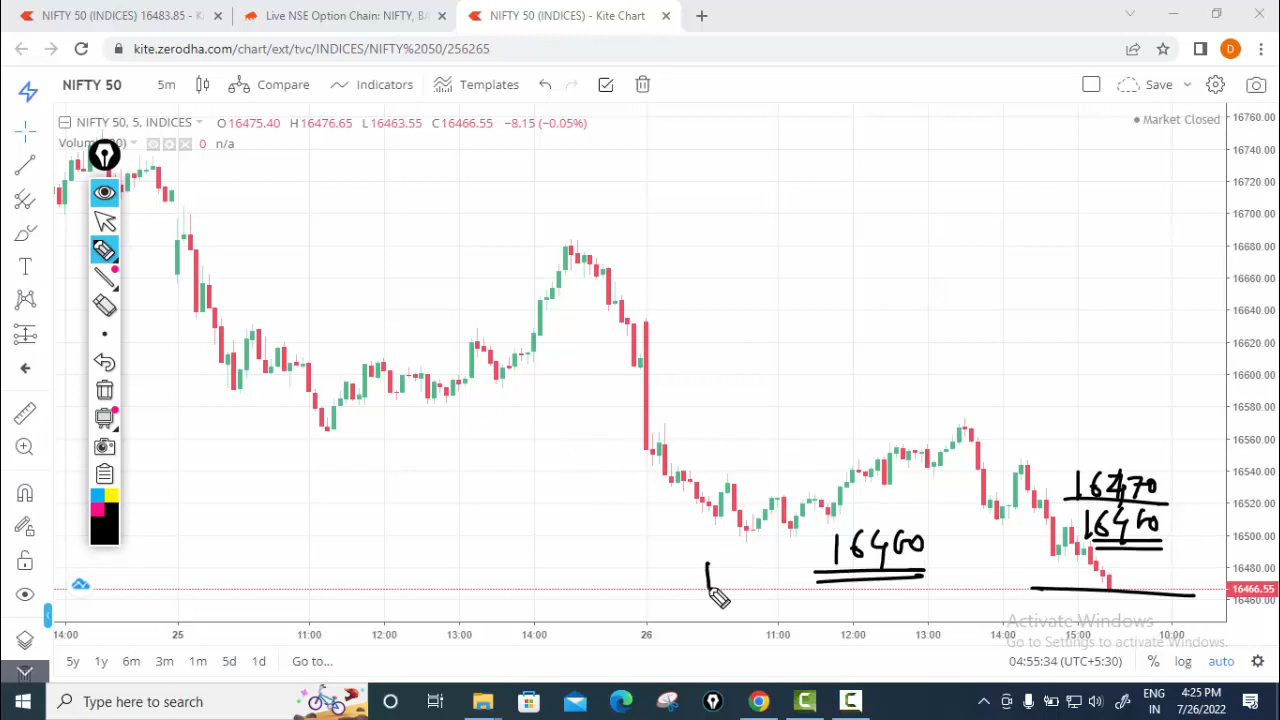 NIFTY 50 (INDICES) 16483.85 - K
Live NSE Option Chain: NIFTY, BA
NIFTY 50 (INDICES) - Kite Chart
kite.zerodha.com/chart/ext/tvc/INDICES/NIFTY%2050/256265
D
NIFTY 50 5m Compare Indicators Templates Save
NIFTY 50, 5, INDICES O16475.40 H16476.65 L16463.55 C16466.55 −8.15 (−0.05%)
Market Closed
0 n/a
16760.00
16740.00
16720.00
16700.00
16680.00
16660.00
16640.00
16620.00
16600.00
16580.00
16560.00
16540.00
16520.00
16500.00
16480.00
16466.55
16460.00
16470
16460
16460
14:00 25 11:00 12:00 13:00 14:00 26 11:00 12:00 13:00 14:00 15:00 10:00
Activate Windows
Go to Settings to activate Windows.
5y 1y 6m 3m 1m 5d 1d Go to... 04:55:34 (UTC+5:30) % log auto
Type here to search
ENG
IN
4:25 PM
7/26/2022